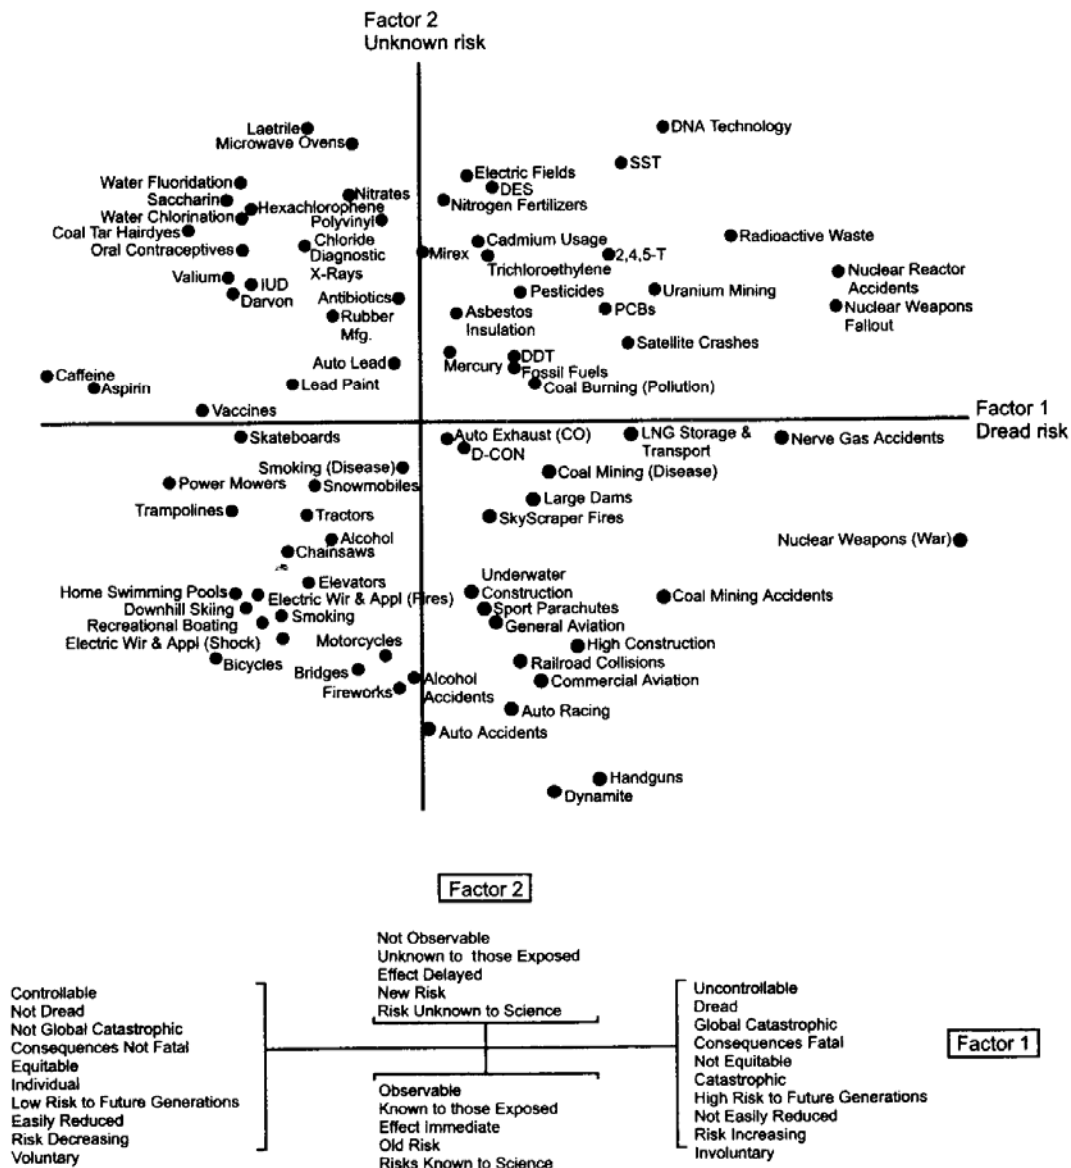 Factor 2
Unknown risk
Laetrile
Microwave Ovens
DNA Technology
SST
Water Fluoridation
Saccharin
Water Chlorination
Coal Tar Hairdyes
Oral Contraceptives
Nitrates
Hexachlorophene
Polyvinyl
Chloride
Diagnostic
X-Rays
Electric Fields
DES
Nitrogen Fertilizers
Mirex
Cadmium Usage
Trichloroethylene
2,4,5-T
Radioactive Waste
Nuclear Reactor
Accidents
Nuclear Weapons
Fallout
Valium
IUD
Darvon
Antibiotics
Rubber
Mfg.
Pesticides
Asbestos
Insulation
Uranium Mining
PCBs
Satellite Crashes
Auto Lead
Lead Paint
Mercury
DDT
Fossil Fuels
Coal Burning (Pollution)
Caffeine
Aspirin
Vaccines
Factor 1
Dread risk
Skateboards
Auto Exhaust (CO)
D-CON
LNG Storage &
Transport
Nerve Gas Accidents
Smoking (Disease)
Power Mowers
Snowmobiles
Coal Mining (Disease)
Large Dams
SkyScraper Fires
Trampolines
Tractors
Alcohol
Chainsaws
Nuclear Weapons (War)
Elevators
Home Swimming Pools
Electric Wir & Appl (Fires)
Downhill Skiing
Smoking
Recreational Boating
Electric Wir & Appl (Shock)
Motorcycles
Bicycles
Bridges
Fireworks
Underwater
Construction
Sport Parachutes
General Aviation
Coal Mining Accidents
High Construction
Railroad Collisions
Commercial Aviation
Alcohol
Accidents
Auto Racing
Auto Accidents
Handguns
Dynamite
Factor 2
Not Observable
Unknown to those Exposed
Effect Delayed
New Risk
Risk Unknown to Science
Controllable
Not Dread
Not Global Catastrophic
Consequences Not Fatal
Equitable
Individual
Low Risk to Future Generations
Easily Reduced
Risk Decreasing
Voluntary
Uncontrollable
Dread
Global Catastrophic
Consequences Fatal
Not Equitable
Catastrophic
High Risk to Future Generations
Not Easily Reduced
Risk Increasing
Involuntary
Factor 1
Observable
Known to those Exposed
Effect Immediate
Old Risk
Risks Known to Science